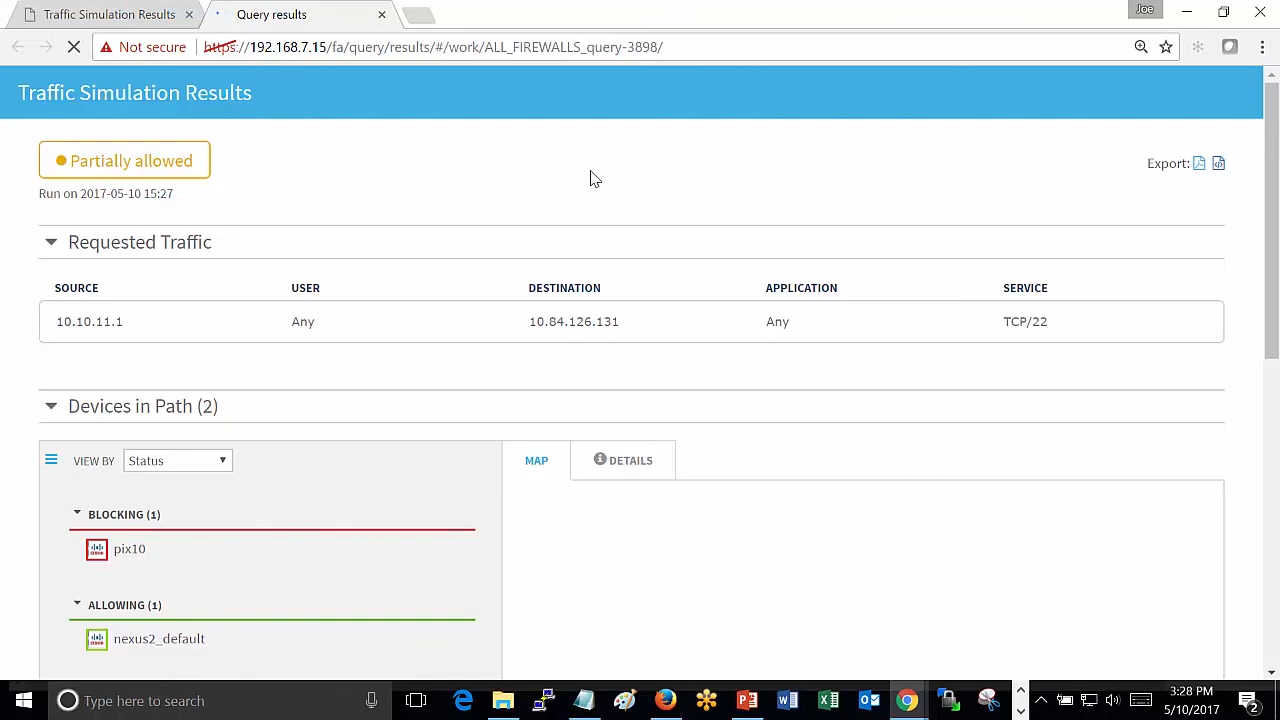 Traffic Simulation Results
Query results
Joe
Not secure
https://192.168.7.15/fa/query/results/#/work/ALL_FIREWALLS_query-3898/
Traffic Simulation Results
Partially allowed
Export:
Run on 2017-05-10 15:27
Requested Traffic
SOURCE USER DESTINATION APPLICATION SERVICE
10.10.11.1 Any 10.84.126.131 Any TCP/22
Devices in Path (2)
VIEW BY Status
MAP DETAILS
BLOCKING (1)
pix10
ALLOWING (1)
nexus2_default
Type here to search
3:28 PM
5/10/2017
2